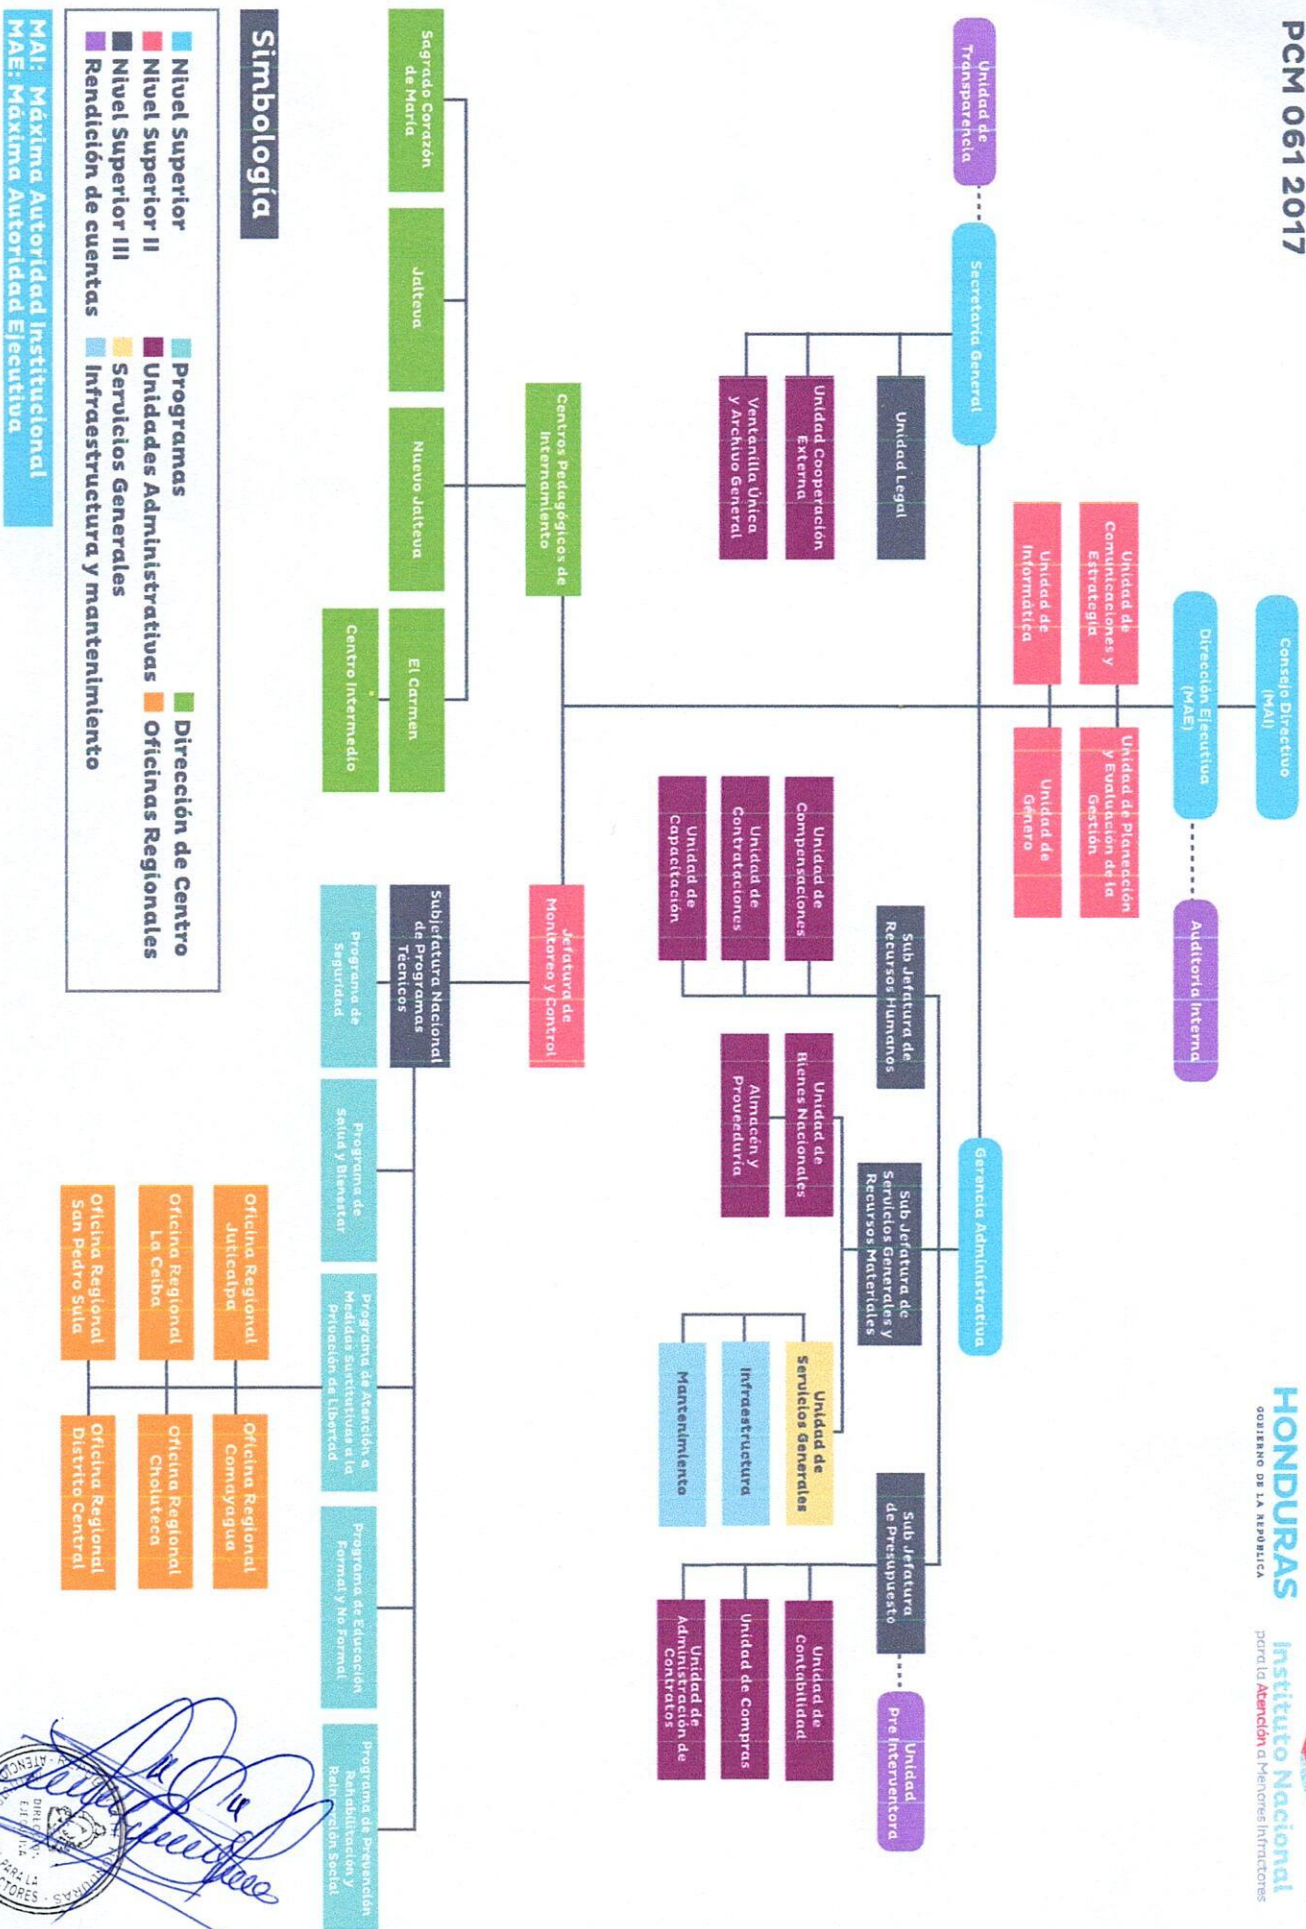 PCM 061 2017
HONDURAS
GOBIERNO DE LA REPÚBLICA
Instituto Nacional
para la Atención a Menores Infractores
Consejo Directivo
(MAI)
Dirección Ejecutiva
(MAE)
Auditoria Interna
Unidad de
Comunicaciones y
Estrategia
Unidad de Planeación
y Evaluación de la
Gestión
Unidad de
Informática
Unidad de
Género
Unidad de
Transparencia
Secretaria General
Gerencia Administrativa
Unidad Legal
Unidad Cooperación
Externa
Ventanilla Única
y Archivo General
Sub Jefatura de
Recursos Humanos
Sub Jefatura de
Servicios Generales y
Recursos Materiales
Sub Jefatura
de Presupuesto
Unidad
Pre Interventora
Unidad de
Compensaciones
Unidad de
Contrataciones
Unidad de
Capacitación
Unidad de
Bienes Nacionales
Almacén y
Proveeduría
Unidad de
Servicios Generales
Infraestructura
Mantenimiento
Unidad de
Contabilidad
Unidad de Compras
Unidad de
Administración de
Contratos
Centros Pedagógicos de
Internamiento
Jefatura de
Monitoreo y Control
Sagrado Corazón
de María
Jalteva
Nuevo Jalteva
El Carmen
Centro Intermedio
Subjefatura Nacional
de Programas
Técnicos
Programa de
Seguridad
Programa de
Salud y Bienestar
Programa de Atención a
Medidas Sustitutivas a la
Privación de Libertad
Programa de Educación
Formal y No Formal
Programa de Prevención
Rehabilitación y
Reinserción Social
Oficina Regional
Juticalpa
Oficina Regional
Comayagua
Oficina Regional
La Ceiba
Oficina Regional
Choluteca
Oficina Regional
San Pedro Sula
Oficina Regional
Distrito Central
Simbología
Nivel Superior
Programas
Dirección de Centro
Nivel Superior II
Unidades Administrativas
Oficinas Regionales
Nivel Superior III
Servicios Generales
Rendición de cuentas
Infraestructura y mantenimiento
MAI: Máxima Autoridad Institucional
MAE: Máxima Autoridad Ejecutiva